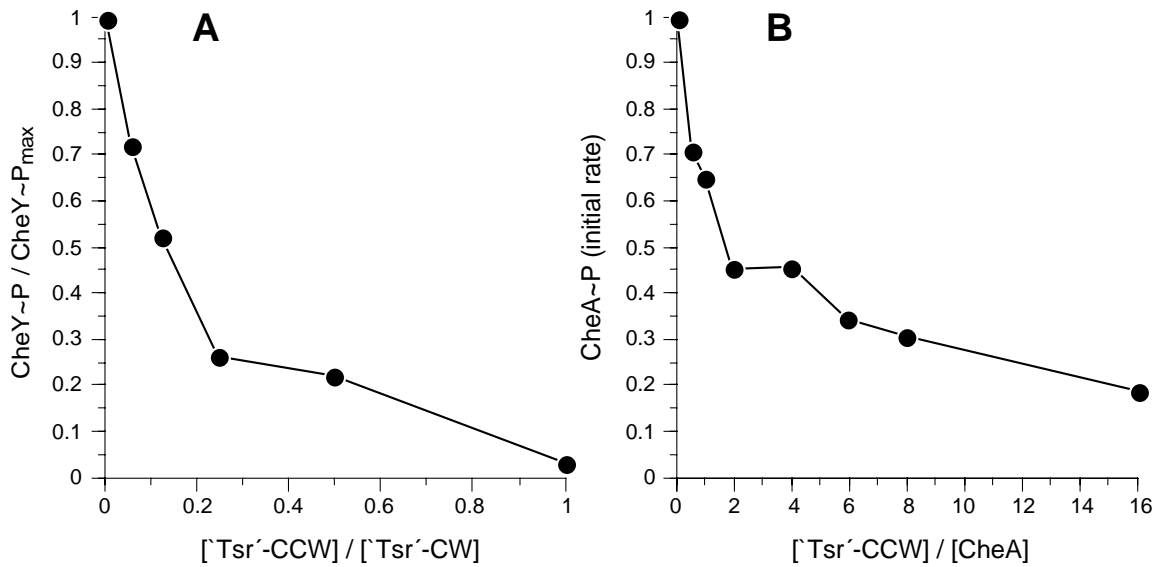 A
CheY~P / CheY~Pmax
1
0.9
0.8
0.7
0.6
0.5
0.4
0.3
0.2
0.1
0
0 0.2 0.4 0.6 0.8 1
[`Tsr´-CCW] / [`Tsr´-CW]
B
CheA~P (initial rate)
1
0.9
0.8
0.7
0.6
0.5
0.4
0.3
0.2
0.1
0
0 2 4 6 8 10 12 14 16
[`Tsr´-CCW] / [CheA]